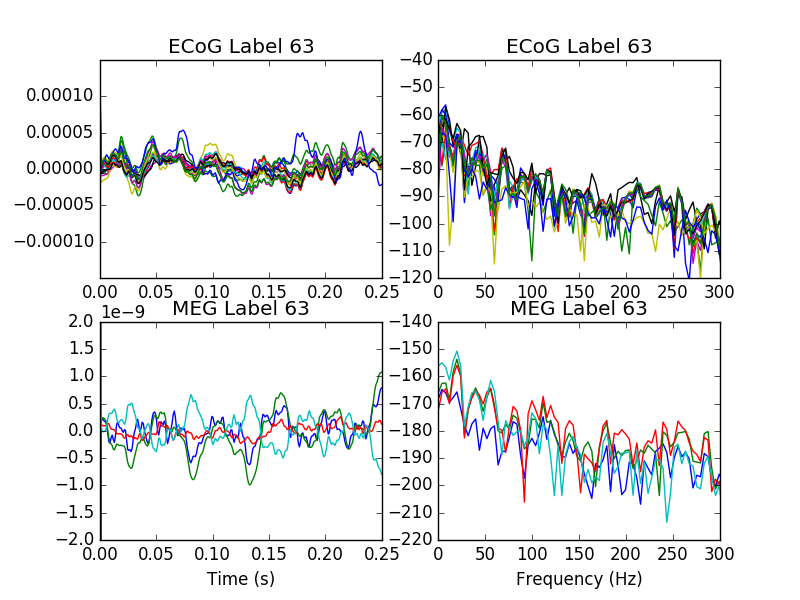 ECoG Label 63
0.00010
0.00005
0.00000
−0.00005
−0.00010
0.00 0.05 0.10 0.15 0.20 0.25
ECoG Label 63
−40
−50
−60
−70
−80
−90
−100
−110
−120
0 50 100 150 200 250 300
MEG Label 63
1e−9
2.0
1.5
1.0
0.5
0.0
−0.5
−1.0
−1.5
−2.0
0.00 0.05 0.10 0.15 0.20 0.25
Time (s)
MEG Label 63
−140
−150
−160
−170
−180
−190
−200
−210
−220
0 50 100 150 200 250 300
Frequency (Hz)